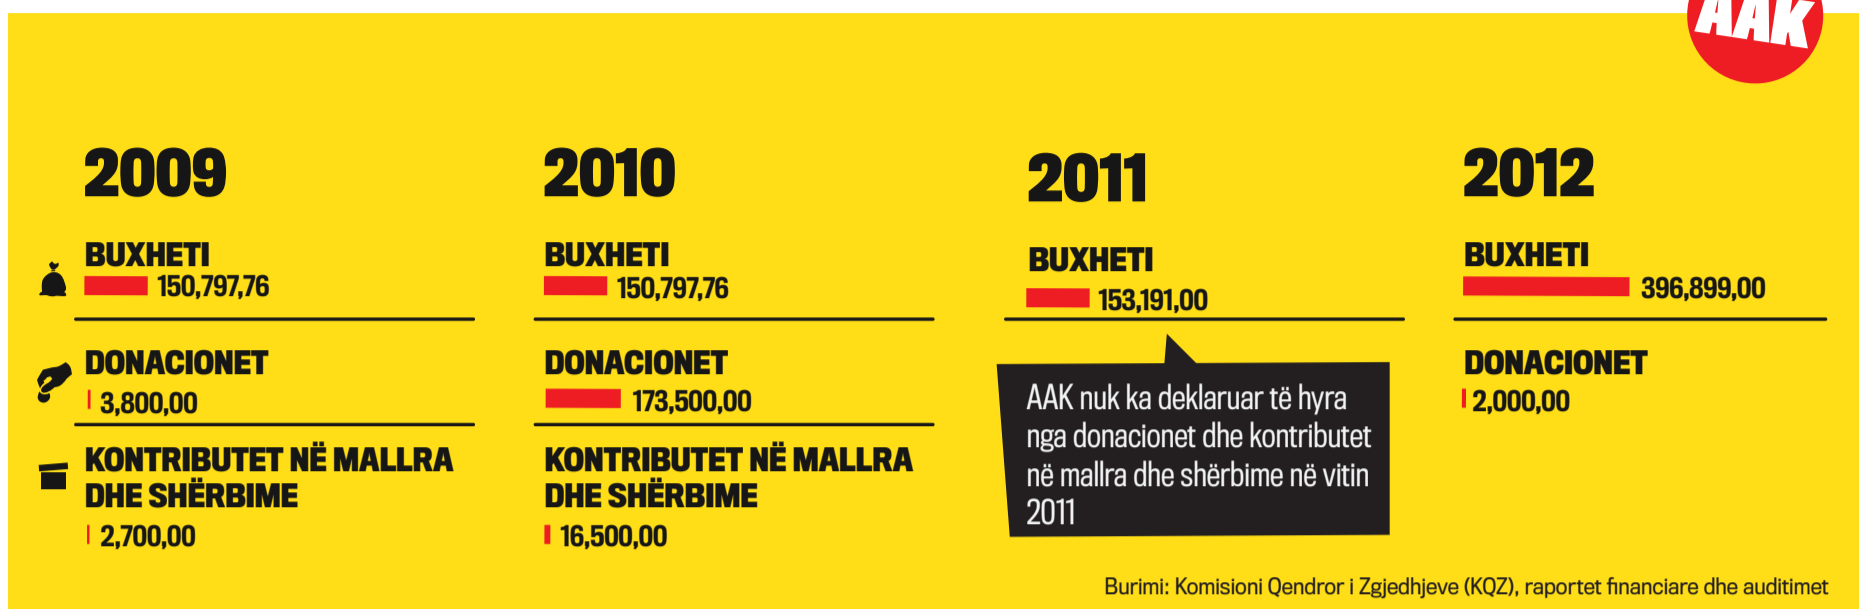 AAK
2009
BUXHETI
150,797,76
DONACIONET
3,800,00
KONTRIBUTET NË MALLRA
DHE SHËRBIME
2,700,00
2010
BUXHETI
150,797,76
DONACIONET
173,500,00
KONTRIBUTET NË MALLRA
DHE SHËRBIME
16,500,00
2011
BUXHETI
153,191,00
AAK nuk ka deklaruar të hyra
nga donacionet dhe kontributet
në mallra dhe shërbime në vitin
2011
2012
BUXHETI
396,899,00
DONACIONET
2,000,00
Burimi: Komisioni Qendror i Zgjedhjeve (KQZ), raportet financiare dhe auditimet